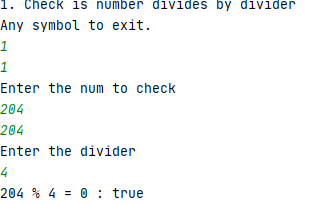 1. Check is number divides by divider
Any symbol to exit.
1
1
Enter the num to check
204
204
Enter the divider
4
204 % 4 = 0 : true